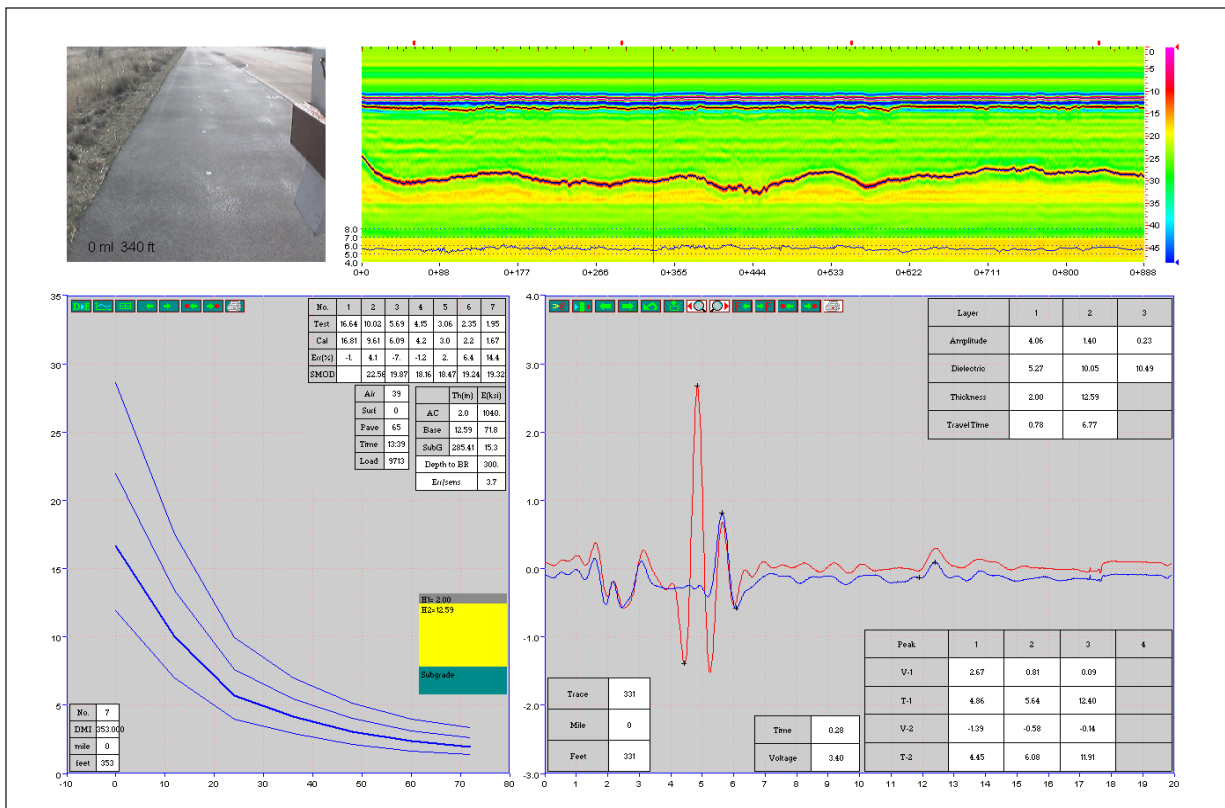 0 ml 340 ft
0
5
10
15
20
25
30
35
40
45
8.0
7.0
6.0
5.0
4.0
0+0 0+88 0+177 0+266 0+355 0+444 0+533 0+622 0+711 0+800 0+888
35
30
25
20
15
10
5
0
-10 0 10 20 30 40 50 60 70 80
No. 1 2 3 4 5 6 7
Test 16.64 10.02 5.69 4.15 3.06 2.35 1.95
Cal 16.81 9.61 6.09 4.2 3.0 2.2 1.67
Err(%) -1. 4.1 -7. -1.2 2. 6.4 14.4
SMOD 22.56 19.87 18.16 18.47 19.24 19.32
Air 39
Surf 0
Pave 65
Time 13:39
Load 9713
Th(in) E(ksi)
AC 2.0 1040.
Base 12.59 71.8
SubG 285.41 15.3
Depth to BR 300.
Err/sens 3.7
H1= 2.00
H2=12.59
Subgrade
No. 7
DMI 353.000
mile 0
feet 353
4.0
3.0
2.0
1.0
0.0
-1.0
-2.0
-3.0
0 1 2 3 4 5 6 7 8 9 10 11 12 13 14 15 16 17 18 19 20
Layer 1 2 3
Amplitude 4.06 1.40 0.23
Dielectric 5.27 10.05 10.49
Thickness 2.00 12.59
Travel Time 0.78 6.77
Trace 331
Mile 0
Feet 331
Time 0.28
Voltage 3.40
Peak 1 2 3 4
V-1 2.67 0.81 0.09
T-1 4.86 5.64 12.40
V-2 -1.39 -0.58 -0.14
T-2 4.45 6.08 11.91